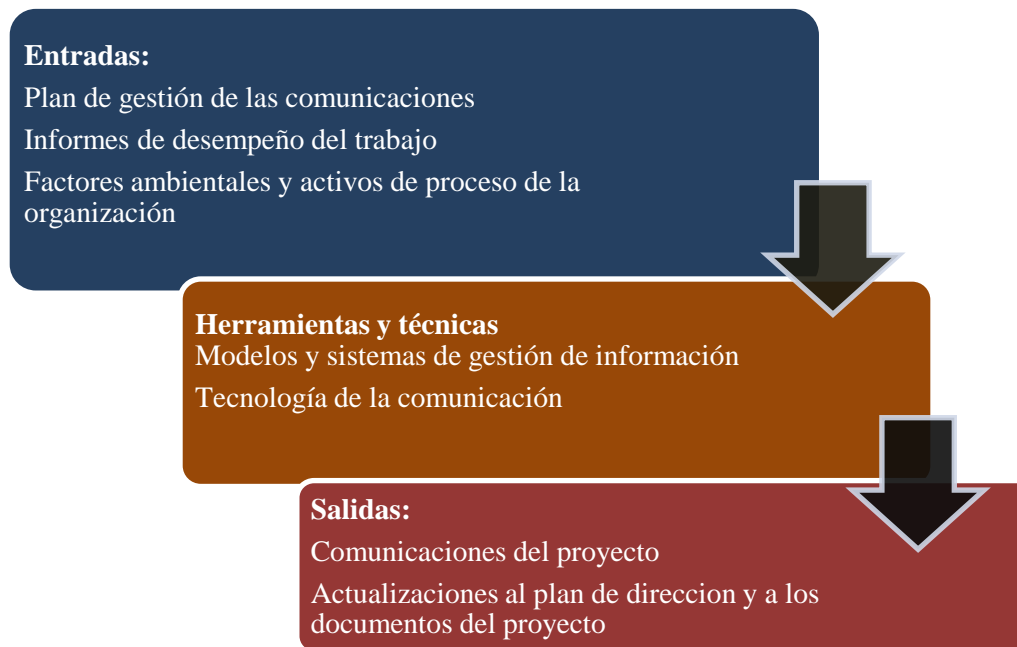 Entradas:
Plan de gestión de las comunicaciones
Informes de desempeño del trabajo
Factores ambientales y activos de proceso de la
organización
Herramientas y técnicas
Modelos y sistemas de gestión de información
Tecnología de la comunicación
Salidas:
Comunicaciones del proyecto
Actualizaciones al plan de direccion y a los
documentos del proyecto